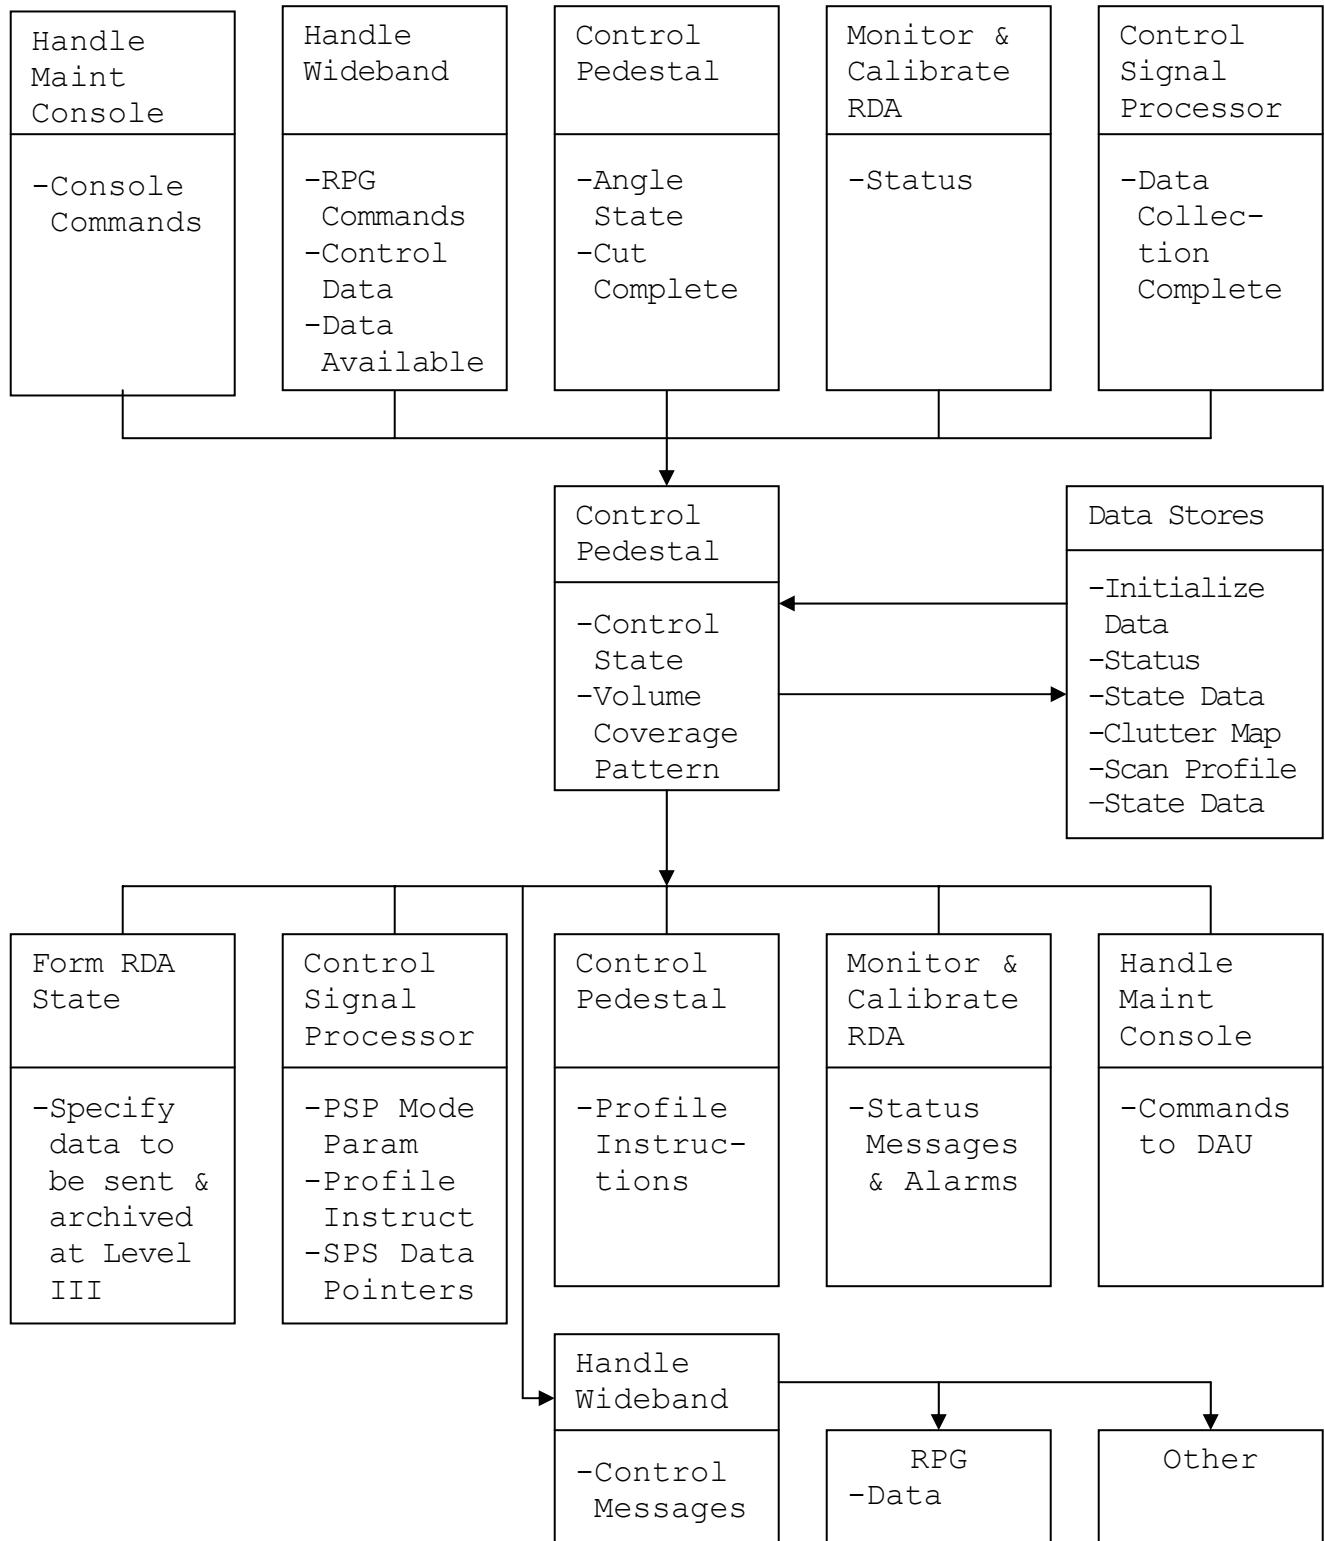 Handle
Maint
Console
-Console
Commands
Handle
Wideband
-RPG
Commands
-Control
Data
-Data
Available
Control
Pedestal
-Angle
State
-Cut
Complete
Monitor &
Calibrate
RDA
-Status
Control
Signal
Processor
-Data
Collec-
tion
Complete
Control
Pedestal
-Control
State
-Volume
Coverage
Pattern
Data Stores
-Initialize
Data
-Status
-State Data
-Clutter Map
-Scan Profile
-State Data
Form RDA
State
-Specify
data to
be sent &
archived
at Level
III
Control
Signal
Processor
-PSP Mode
Param
-Profile
Instruct
-SPS Data
Pointers
Control
Pedestal
-Profile
Instruc-
tions
Monitor &
Calibrate
RDA
-Status
Messages
& Alarms
Handle
Maint
Console
-Commands
to DAU
Handle
Wideband
-Control
Messages
RPG
-Data
Other